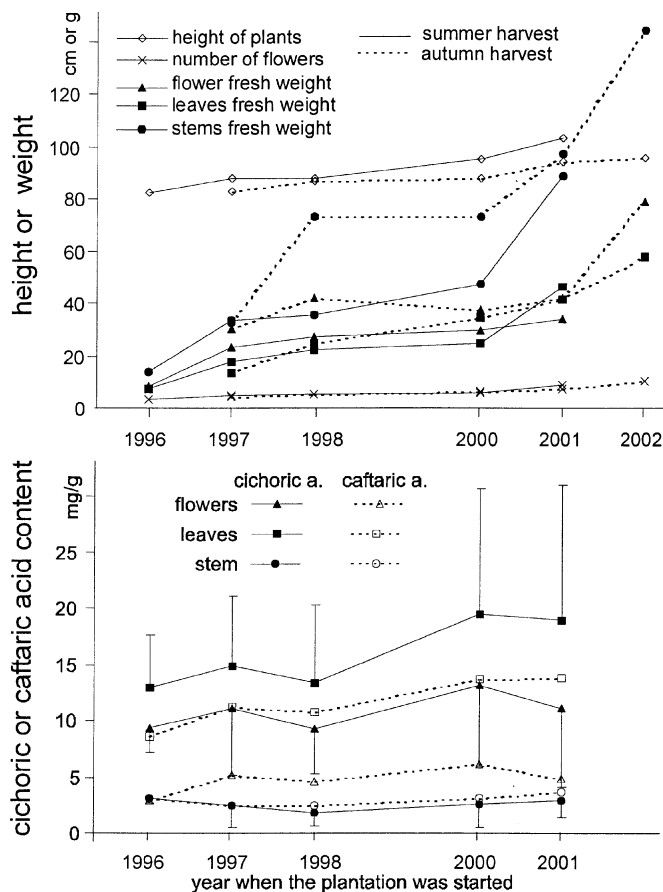 cm or g
height or weight
height of plants
number of flowers
flower fresh weight
leaves fresh weight
stems fresh weight
summer harvest
autumn harvest
120
100
80
60
40
20
0
1996 1997 1998 2000 2001 2002
mg/g
cichoric or caftaric acid content
cichoric a. caftaric a.
flowers
leaves
stem
25
20
15
10
5
0
1996 1997 1998 2000 2001
year when the plantation was started